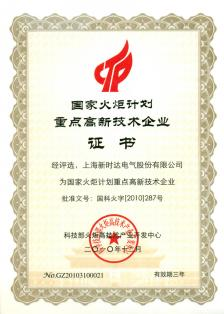 国家火炬计划
重点高新技术企业
证书
经评选，上海新时达电气股份有限公司
为国家火炬计划重点高新技术企业
批准文号：国科火字[2010]287号
科技部火炬高技术产业开发中心
二〇一〇年十二月
No.GZ20103100021
有效期三年